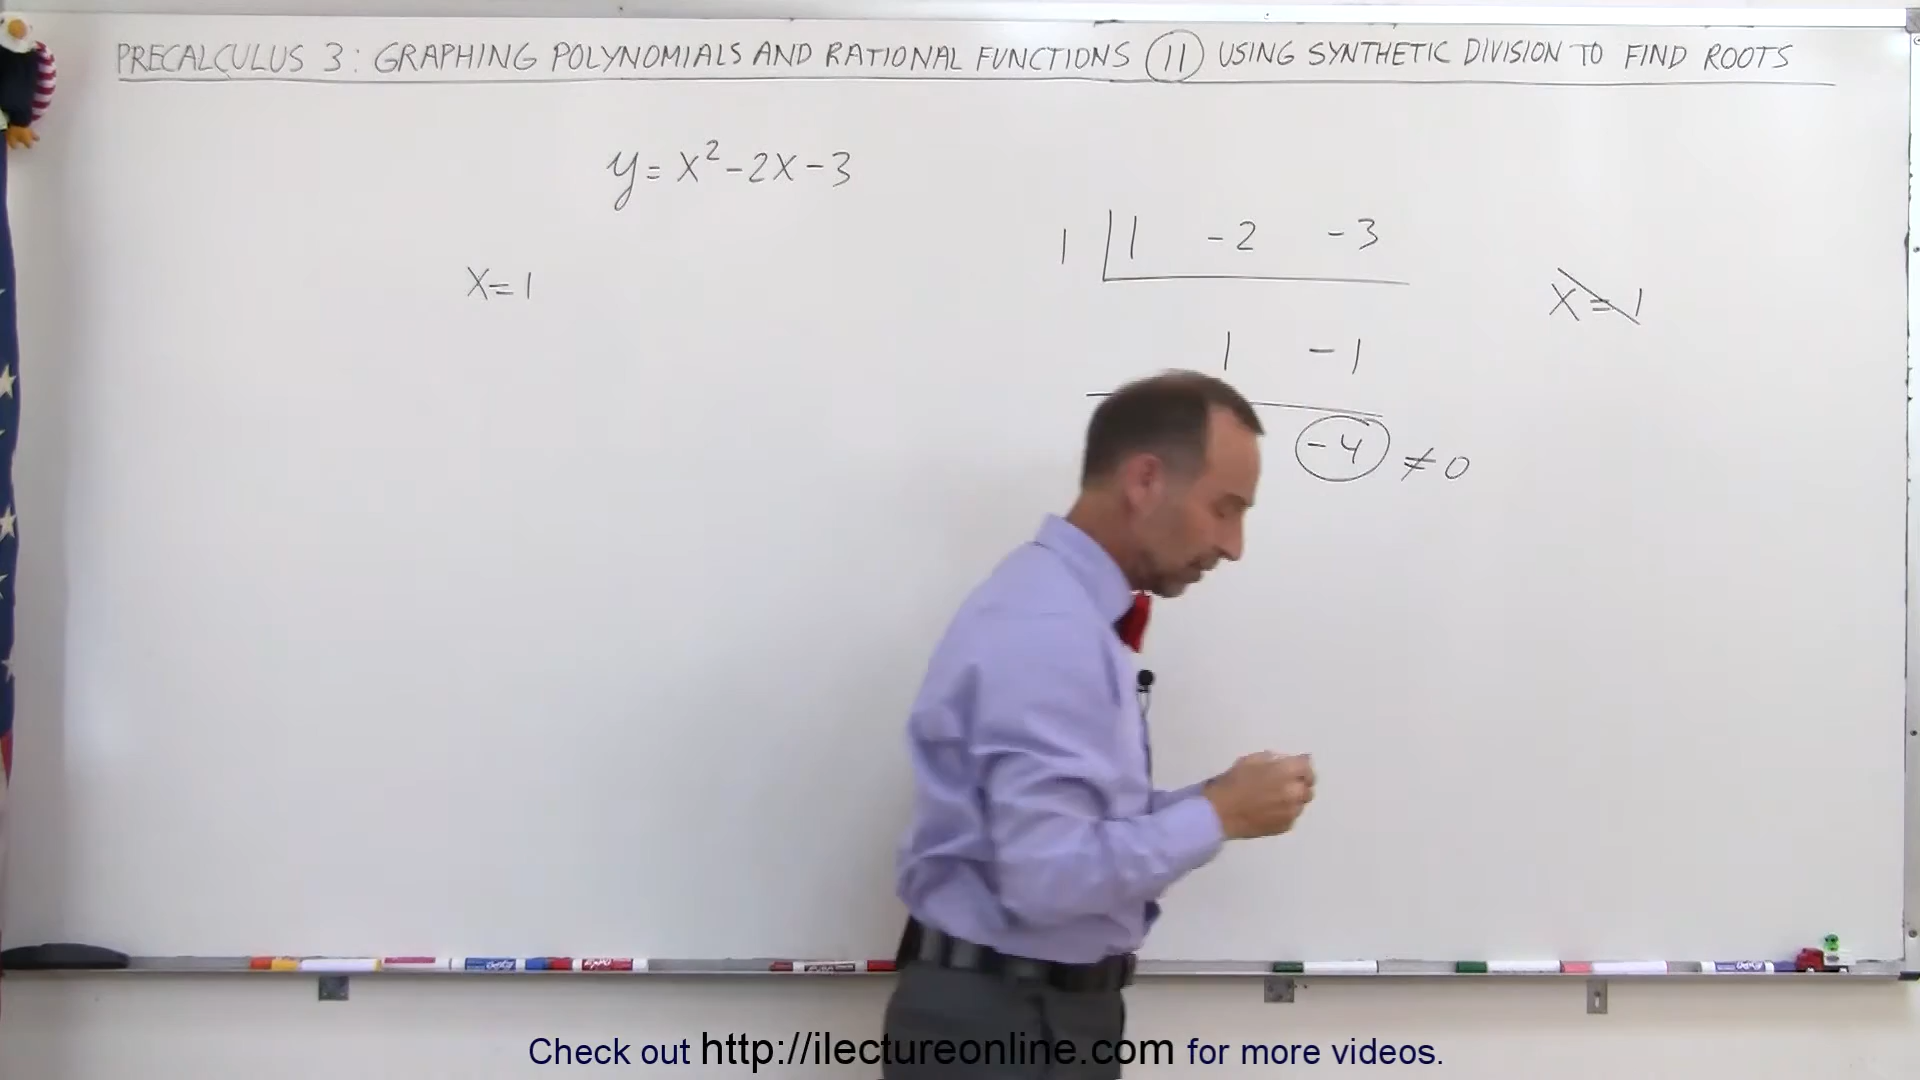 PRECALCULUS 3: GRAPHING POLYNOMIALS AND RATIONAL FUNCTIONS (11) USING SYNTHETIC DIVISION TO FIND ROOTS
y = x² - 2x - 3
1 | 1 -2 -3
x = 1
x = 1
1 -1
-4 ≠ 0
EXPO
Check out http://ilectureonline.com for more videos.